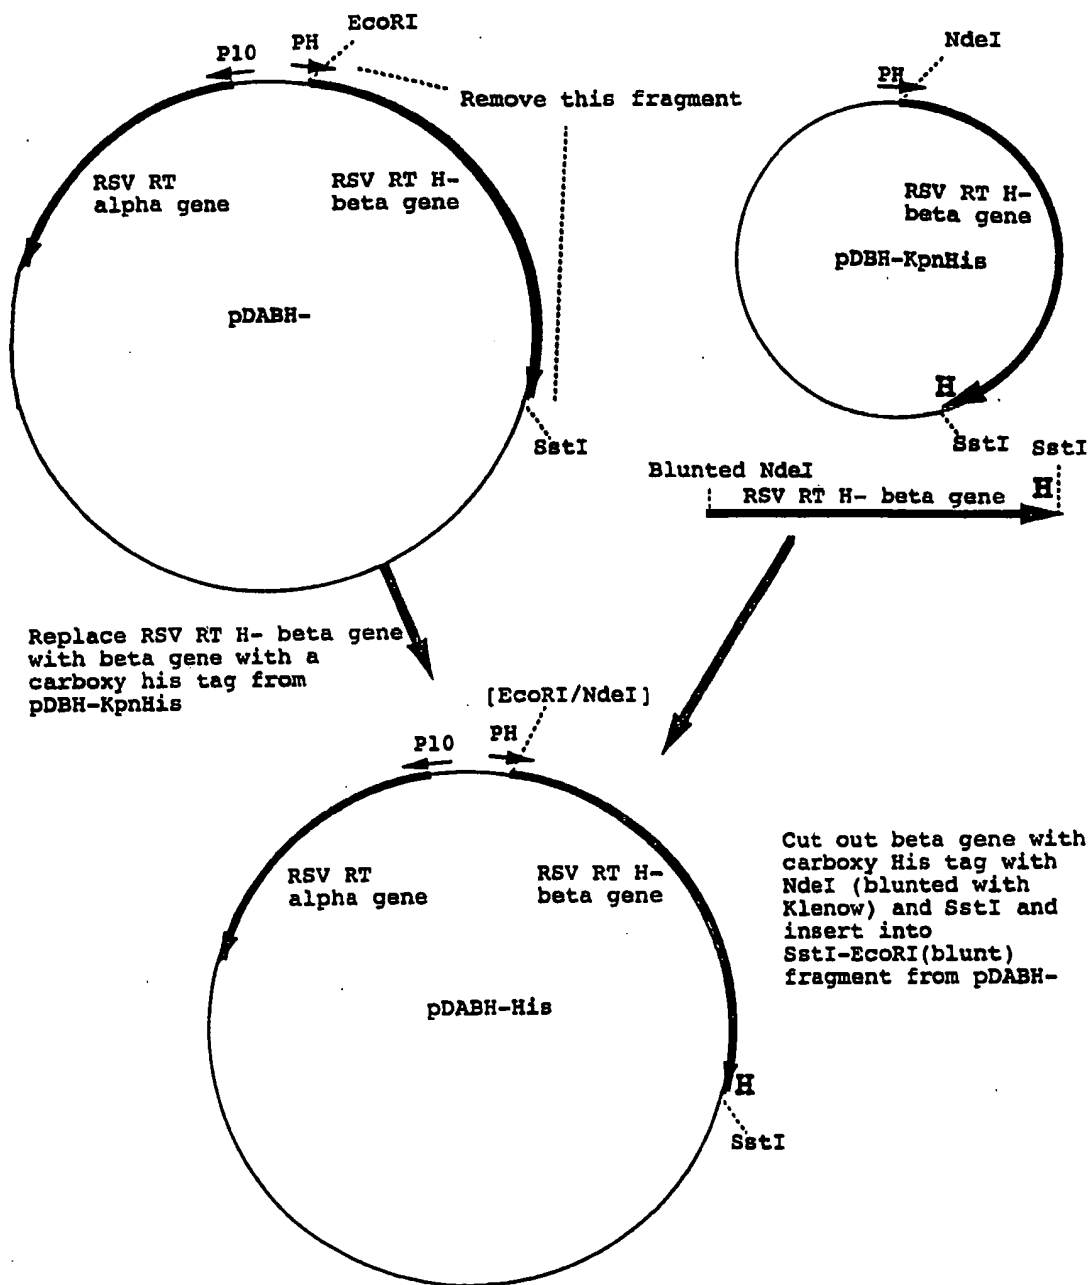 EcoRI
P10
PH
Remove this fragment
RSV RT
alpha gene
RSV RT H-
beta gene
pDABH-
SstI
NdeI
PH
RSV RT H-
beta gene
pDBH-KpnHis
H
SstI
SstI
Blunted NdeI
RSV RT H- beta gene
H
Replace RSV RT H- beta gene
with beta gene with a
carboxy his tag from
pDBH-KpnHis
[EcoRI/NdeI]
P10
PH
RSV RT
alpha gene
RSV RT H-
beta gene
pDABH-His
H
SstI
Cut out beta gene with
carboxy His tag with
NdeI (blunted with
Klenow) and SstI and
insert into
SstI-EcoRI(blunt)
fragment from pDABH-